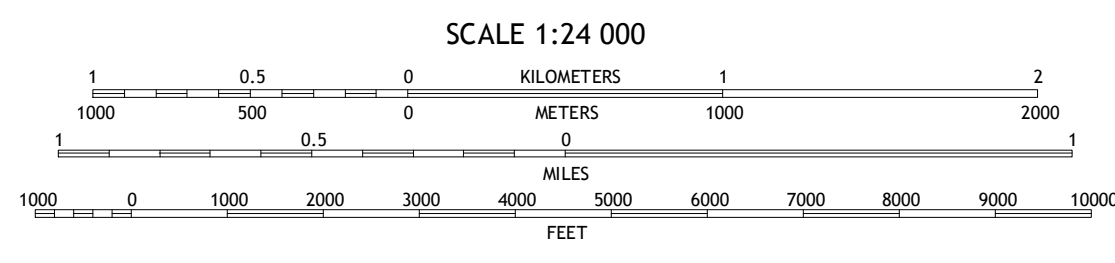 SCALE 1:24 000
1 0.5 0 KILOMETERS 1 2
1000 500 0 METERS 1000 2000
1 0.5 0 1
MILES
1000 0 1000 2000 3000 4000 5000 6000 7000 8000 9000 10000
FEET